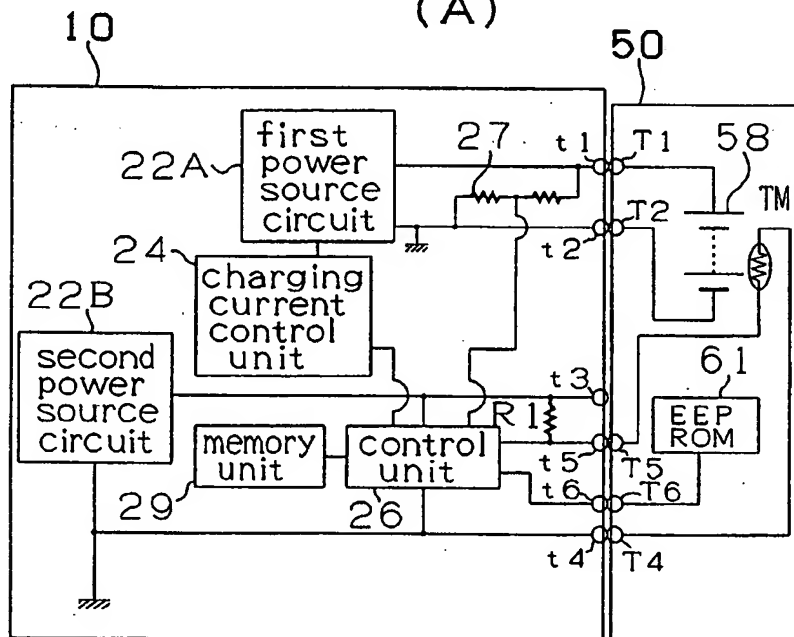 (A)
10
50
first
power
source
circuit
22A
27
t1
T1
58
TM
t2
T2
24
charging
current
control
unit
22B
second
power
source
circuit
t3
R1
61
EEP
ROM
memory
unit
control
unit
t5
T5
29
26
t6
T6
t4
T4